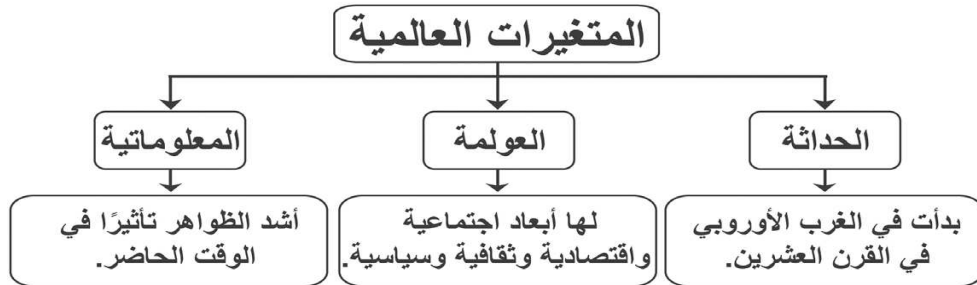 المتغيرات العالمية
الحداثة
العولمة
المعلوماتية
بدأت في الغرب الأوروبي
في القرن العشرين.
لها أبعاد اجتماعية
واقتصادية وثقافية وسياسية.
أشد الظواهر تأثيرًا في
الوقت الحاضر.